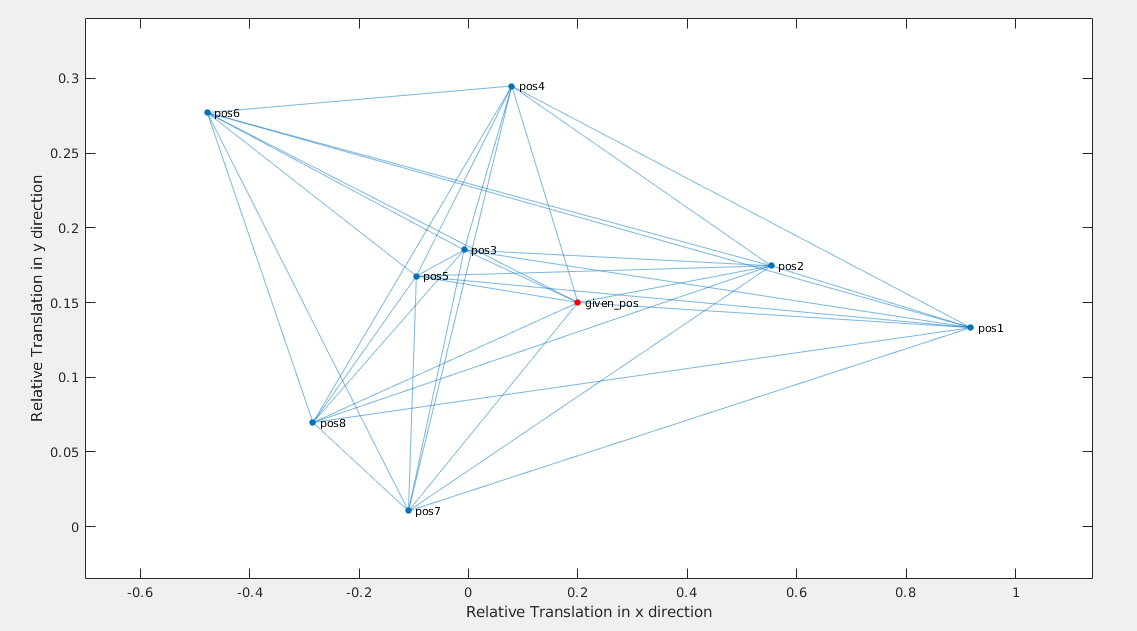 0.3
0.25
0.2
0.15
0.1
0.05
0
Relative Translation in y direction
pos4
pos6
pos3
pos2
pos5
given_pos
pos1
pos8
pos7
-0.6 -0.4 -0.2 0 0.2 0.4 0.6 0.8 1
Relative Translation in x direction